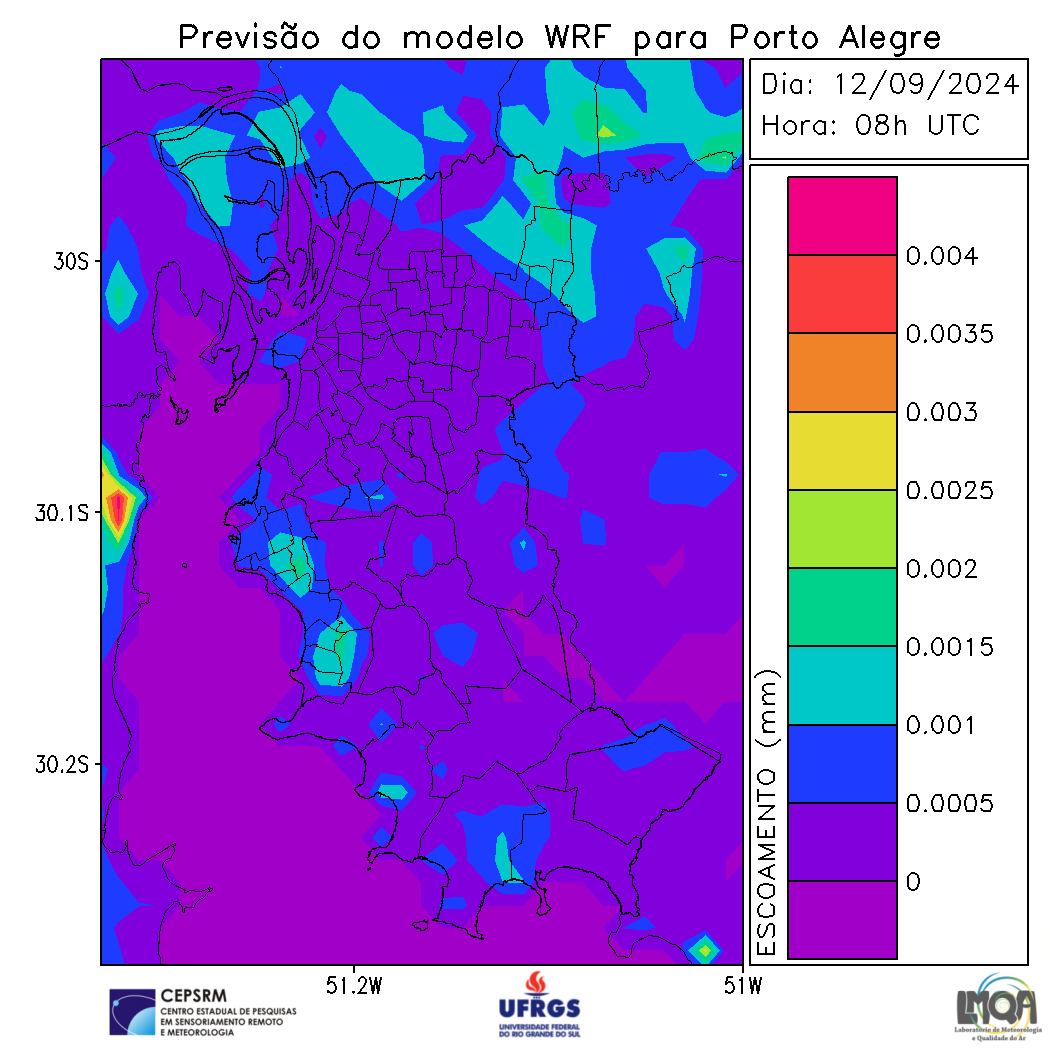 Previsão do modelo WRF para Porto Alegre
Dia: 12/09/2024
Hora: 08h UTC
30S
30.1S
30.2S
51.2W
51W
ESCOAMENTO (mm)
0.004
0.0035
0.003
0.0025
0.002
0.0015
0.001
0.0005
0
CEPSRM
CENTRO ESTADUAL DE PESQUISAS
EM SENSORIAMENTO REMOTO
E METEOROLOGIA
UFRGS
UNIVERSIDADE FEDERAL
DO RIO GRANDE DO SUL
LMQA
Laboratório de Meteorologia
e Qualidade do Ar